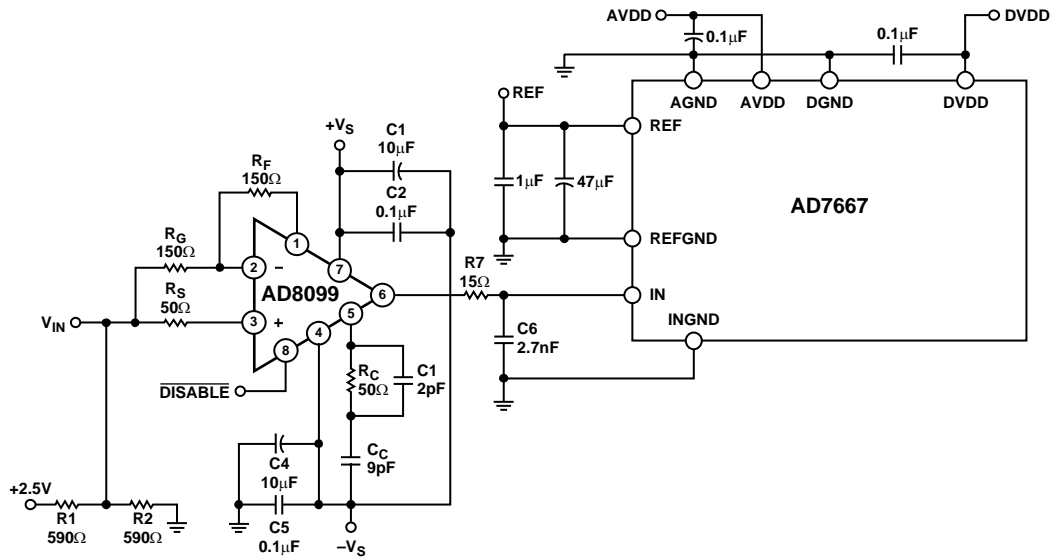 AVDD
DVDD
0.1μF
0.1μF
AGND
AVDD
DGND
DVDD
REF
REF
1μF
47μF
REFGND
AD7667
IN
INGND
+VS
C1
10μF
C2
0.1μF
RF
150Ω
RG
150Ω
RS
50Ω
VIN
AD8099
1
2
−
3
+
4
5
6
7
8
DISABLE
R7
15Ω
C6
2.7nF
RC
50Ω
C1
2pF
CC
9pF
C4
10μF
C5
0.1μF
−VS
+2.5V
R1
590Ω
R2
590Ω